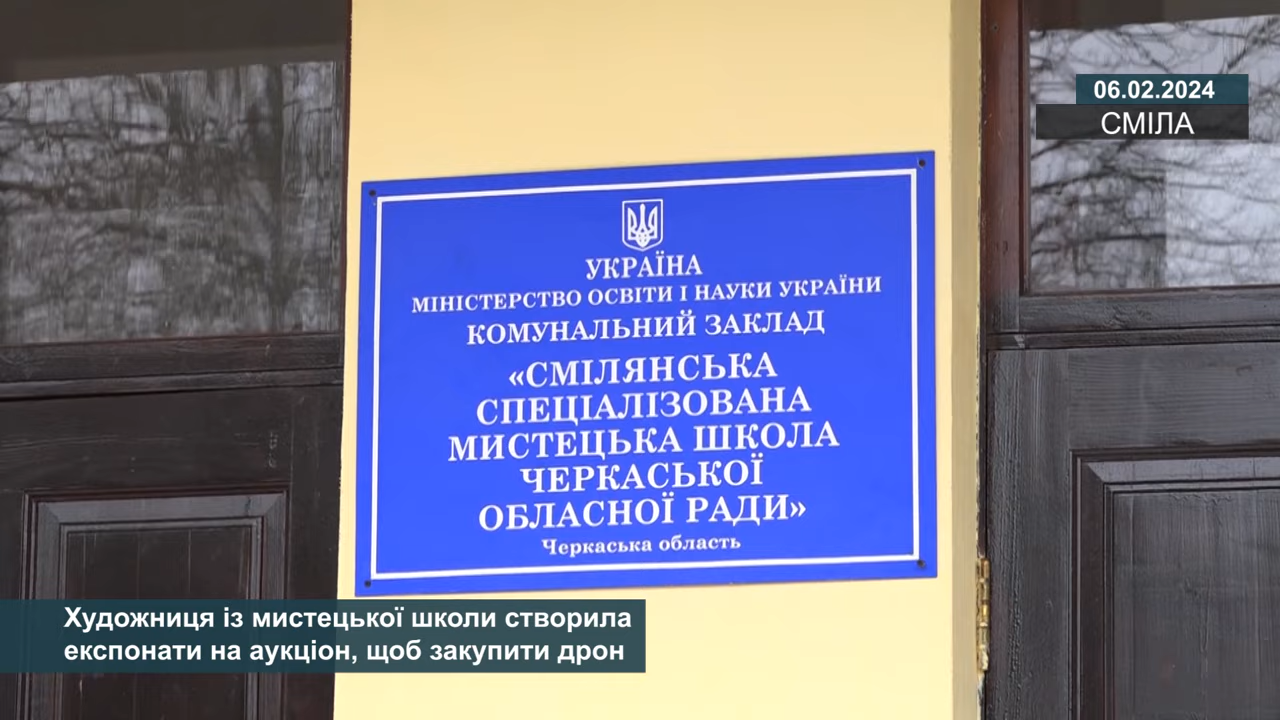 06.02.2024
СМІЛА
УКРАЇНА
МІНІСТЕРСТВО ОСВІТИ І НАУКИ УКРАЇНИ
КОМУНАЛЬНИЙ ЗАКЛАД
«СМІЛЯНСЬКА
СПЕЦІАЛІЗОВАНА
МИСТЕЦЬКА ШКОЛА
ЧЕРКАСЬКОЇ
ОБЛАСНОЇ РАДИ»
Черкаська область
Художниця із мистецької школи створила
експонати на аукціон, щоб закупити дрон